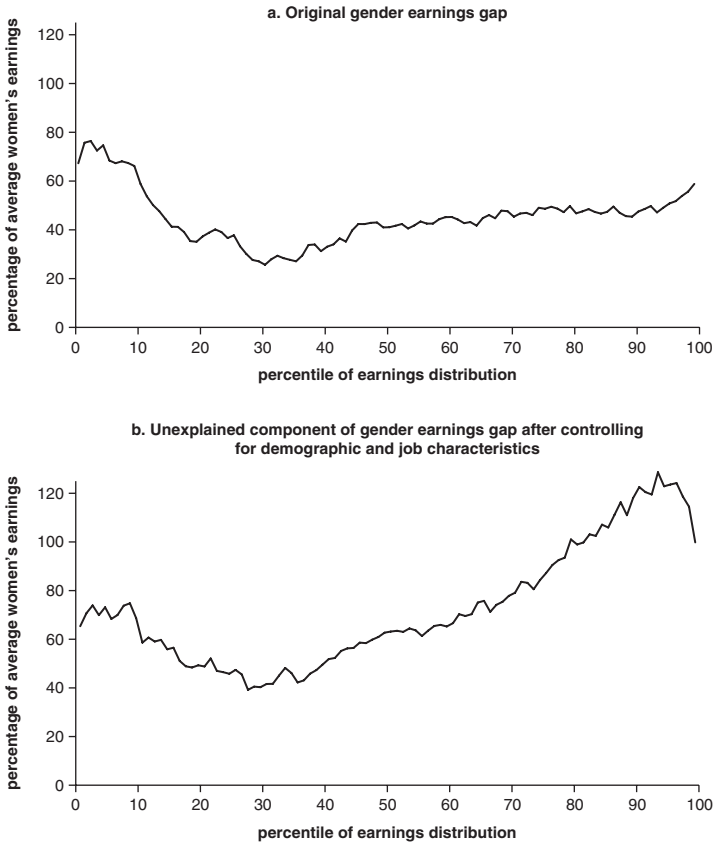 a. Original gender earnings gap
percentage of average women's earnings
120
100
80
60
40
20
0
0 10 20 30 40 50 60 70 80 90 100
percentile of earnings distribution
b. Unexplained component of gender earnings gap after controlling
for demographic and job characteristics
percentage of average women's earnings
120
100
80
60
40
20
0
0 10 20 30 40 50 60 70 80 90 100
percentile of earnings distribution